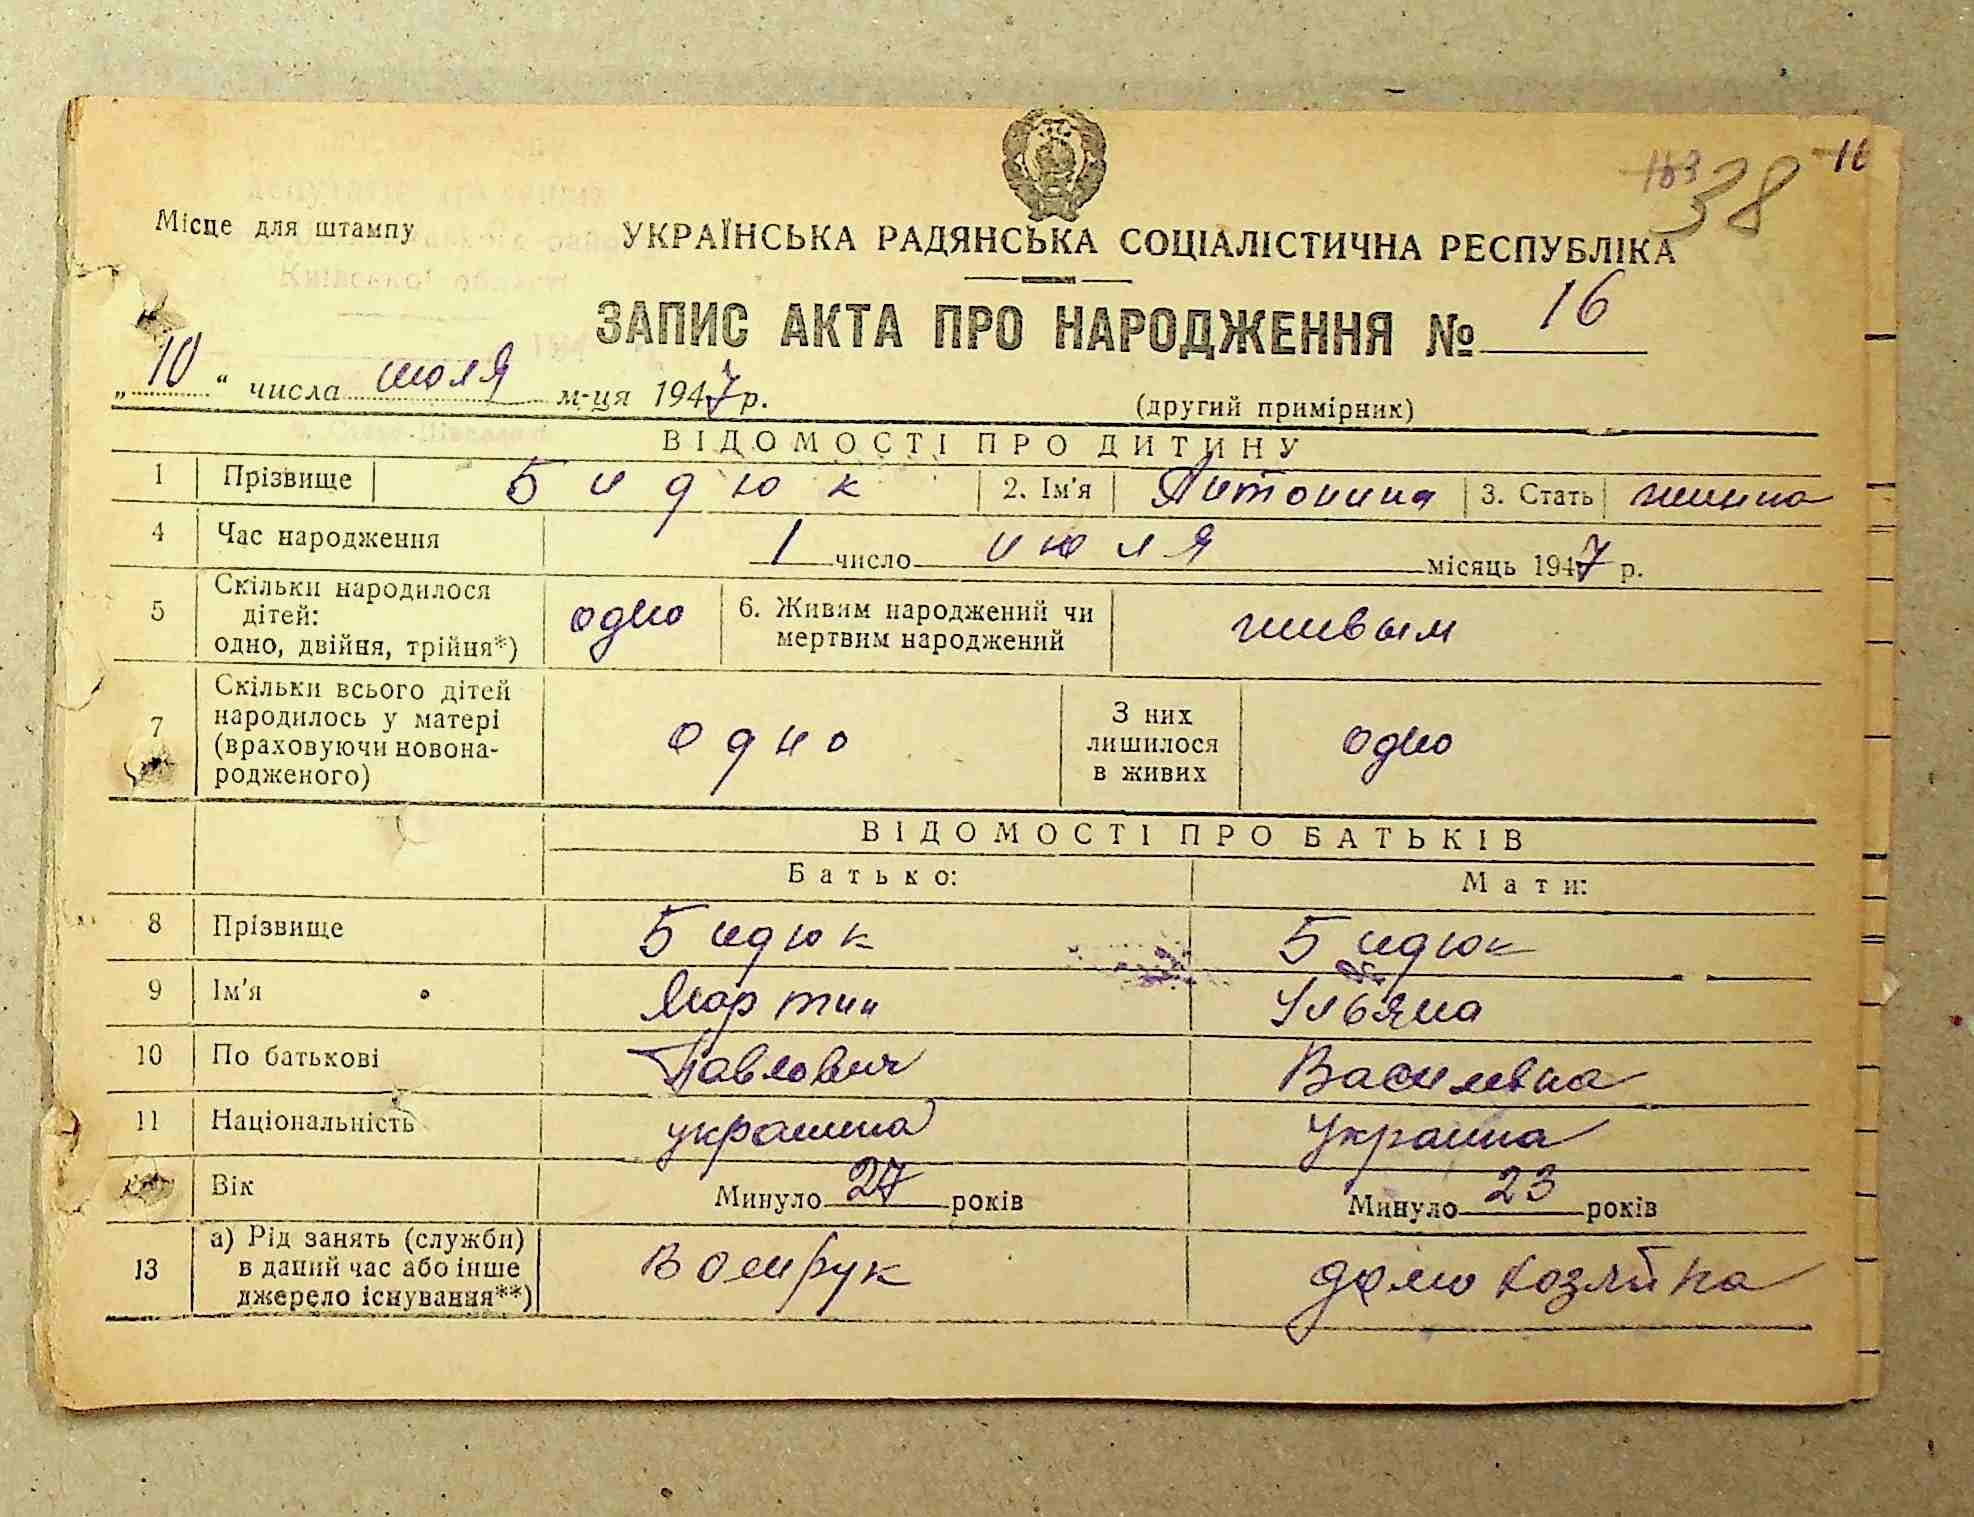 16
38
Місце для штампу
УКРАЇНСЬКА РАДЯНСЬКА СОЦІАЛІСТИЧНА РЕСПУБЛІКА
ЗАПИС АКТА ПРО НАРОДЖЕННЯ № 16
„10“ числа июля м-ця 1947 р.
(другий примірник)
ВІДОМОСТІ ПРО ДИТИНУ
1 Прізвище Бидюк 2. Ім'я Антонина 3. Стать
4 Час народження 1 число июля місяць 1947 р.
5 Скільки народилося дітей: одно, двійня, трійня*) одно 6. Живим народжений чи мертвим народжений живым
7 Скільки всього дітей народилось у матері (враховуючи новонародженого) одно З них лишилося в живих одно
ВІДОМОСТІ ПРО БАТЬКІВ
Батько: Мати:
8 Прізвище Бидюк Бидюк
9 Ім'я Мартин Ульяна
10 По батькові Павлович
11 Національність
Вік Минуло 27 років Минуло 23 років
13 а) Рід занять (служби) в даний час або інше джерело існування**) домохозяйка